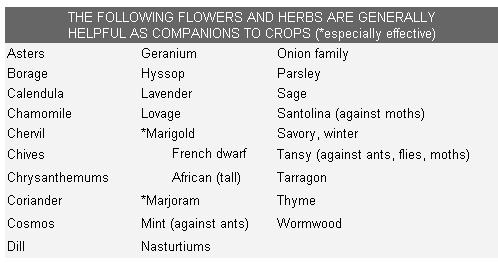 THE FOLLOWING FLOWERS AND HERBS ARE GENERALLY
HELPFUL AS COMPANIONS TO CROPS (*especially effective)
Asters
Borage
Calendula
Chamomile
Chervil
Chives
Chrysanthemums
Coriander
Cosmos
Dill
Geranium
Hyssop
Lavender
Lovage
*Marigold
French dwarf
African (tall)
*Marjoram
Mint (against ants)
Nasturtiums
Onion family
Parsley
Sage
Santolina (against moths)
Savory, winter
Tansy (against ants, flies, moths)
Tarragon
Thyme
Wormwood